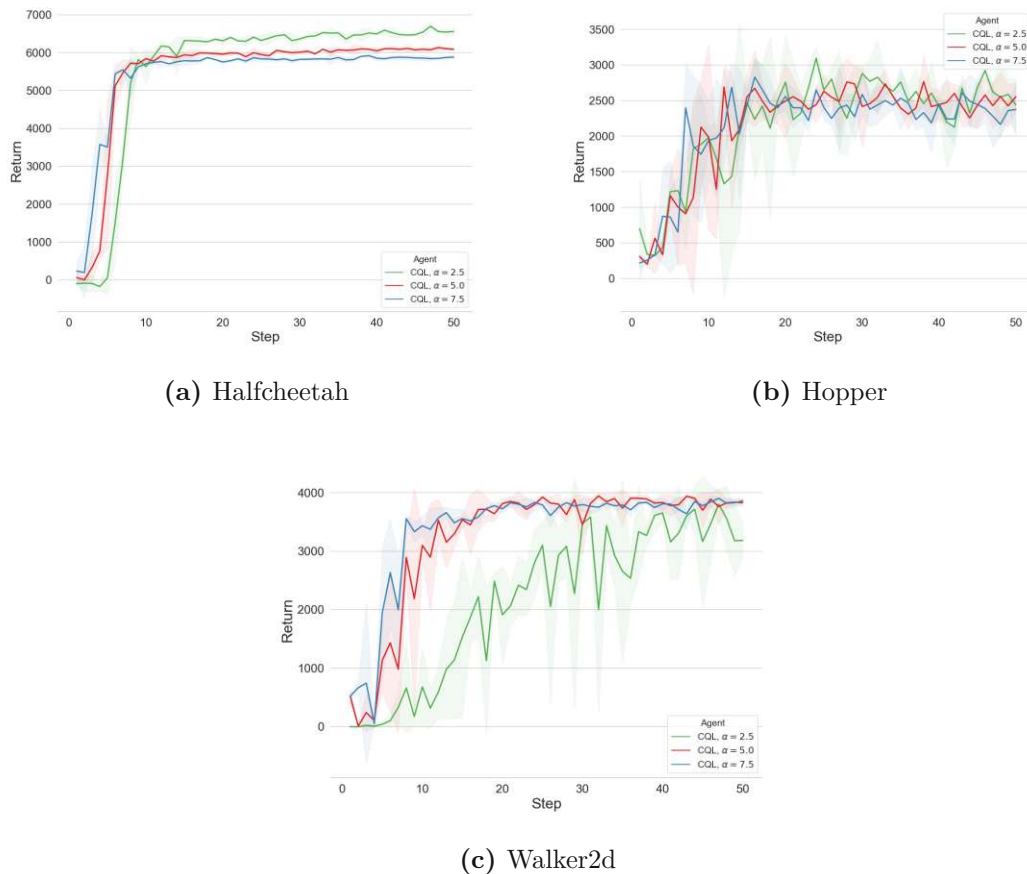 7000
6000
5000
4000
3000
2000
1000
0
Return
0 10 20 30 40 50
Step
Agent
CQL, α = 2.5
CQL, α = 5.0
CQL, α = 7.5
(a) Halfcheetah
3500
3000
2500
2000
1500
1000
500
0
Return
0 10 20 30 40 50
Step
Agent
CQL, α = 2.5
CQL, α = 5.0
CQL, α = 7.5
(b) Hopper
4000
3000
2000
1000
0
Return
0 10 20 30 40 50
Step
Agent
CQL, α = 2.5
CQL, α = 5.0
CQL, α = 7.5
(c) Walker2d